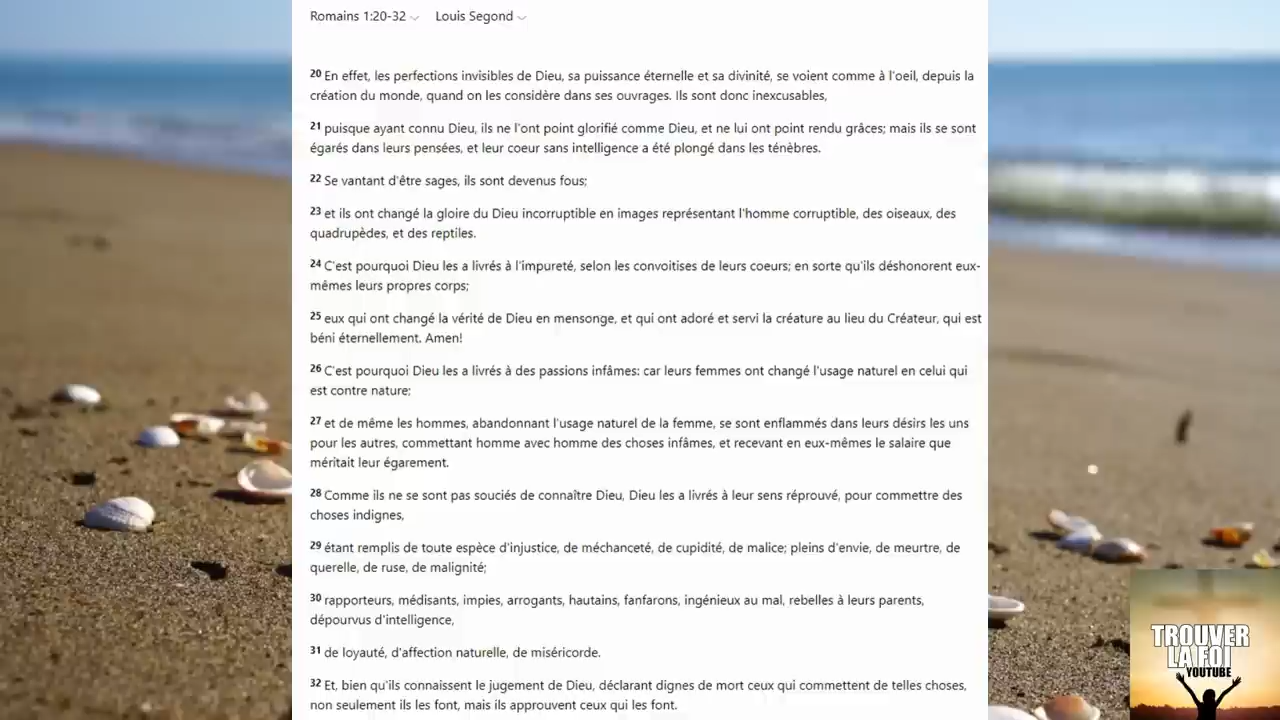 Romains 1:20-32 Louis Segond
20 En effet, les perfections invisibles de Dieu, sa puissance éternelle et sa divinité, se voient comme à l'oeil, depuis la
création du monde, quand on les considère dans ses ouvrages. Ils sont donc inexcusables,
21 puisque ayant connu Dieu, ils ne l'ont point glorifié comme Dieu, et ne lui ont point rendu grâces; mais ils se sont
égarés dans leurs pensées, et leur coeur sans intelligence a été plongé dans les ténèbres.
22 Se vantant d'être sages, ils sont devenus fous;
23 et ils ont changé la gloire du Dieu incorruptible en images représentant l'homme corruptible, des oiseaux, des
quadrupèdes, et des reptiles.
24 C'est pourquoi Dieu les a livrés à l'impureté, selon les convoitises de leurs coeurs; en sorte qu'ils déshonorent eux-
mêmes leurs propres corps;
25 eux qui ont changé la vérité de Dieu en mensonge, et qui ont adoré et servi la créature au lieu du Créateur, qui est
béni éternellement. Amen!
26 C'est pourquoi Dieu les a livrés à des passions infâmes: car leurs femmes ont changé l'usage naturel en celui qui
est contre nature;
27 et de même les hommes, abandonnant l'usage naturel de la femme, se sont enflammés dans leurs désirs les uns
pour les autres, commettant homme avec homme des choses infâmes, et recevant en eux-mêmes le salaire que
méritait leur égarement.
28 Comme ils ne se sont pas souciés de connaître Dieu, Dieu les a livrés à leur sens réprouvé, pour commettre des
choses indignes,
29 étant remplis de toute espèce d'injustice, de méchanceté, de cupidité, de malice; pleins d'envie, de meurtre, de
querelle, de ruse, de malignité;
30 rapporteurs, médisants, impies, arrogants, hautains, fanfarons, ingénieux au mal, rebelles à leurs parents,
dépourvus d'intelligence,
31 de loyauté, d'affection naturelle, de miséricorde.
32 Et, bien qu'ils connaissent le jugement de Dieu, déclarant dignes de mort ceux qui commettent de telles choses,
non seulement ils les font, mais ils approuvent ceux qui les font.
TROUVER
LA FOI
YOUTUBE